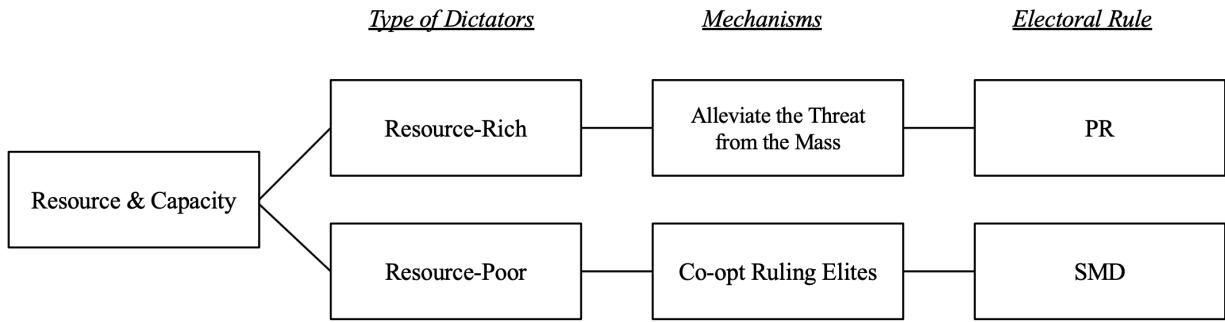 Type of Dictators
Mechanisms
Electoral Rule
Resource & Capacity
Resource-Rich
Alleviate the Threat
from the Mass
PR
Resource-Poor
Co-opt Ruling Elites
SMD